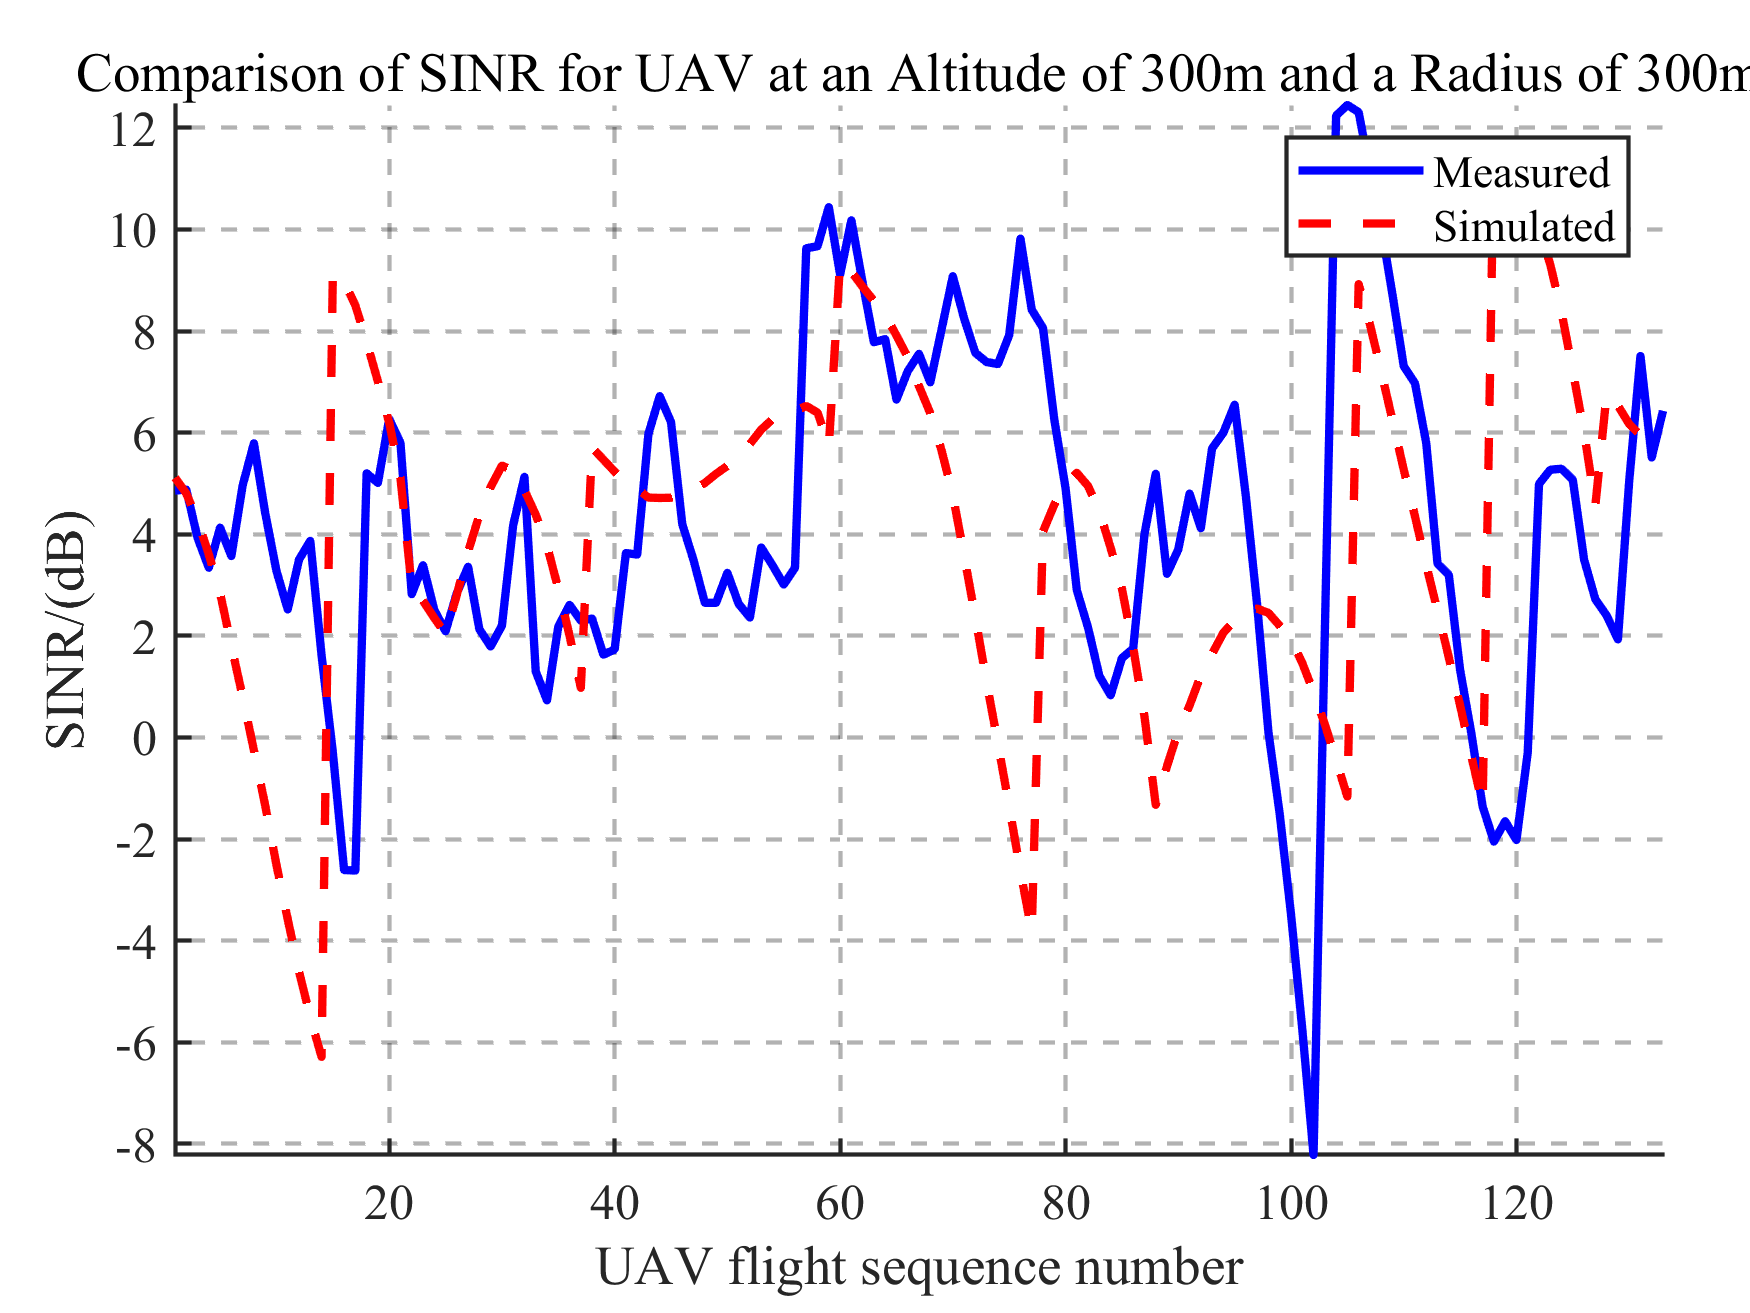 Comparison of SINR for UAV at an Altitude of 300m and a Radius of 300m
12
10
8
6
4
2
0
-2
-4
-6
-8
SINR/(dB)
Measured
Simulated
20 40 60 80 100 120
UAV flight sequence number